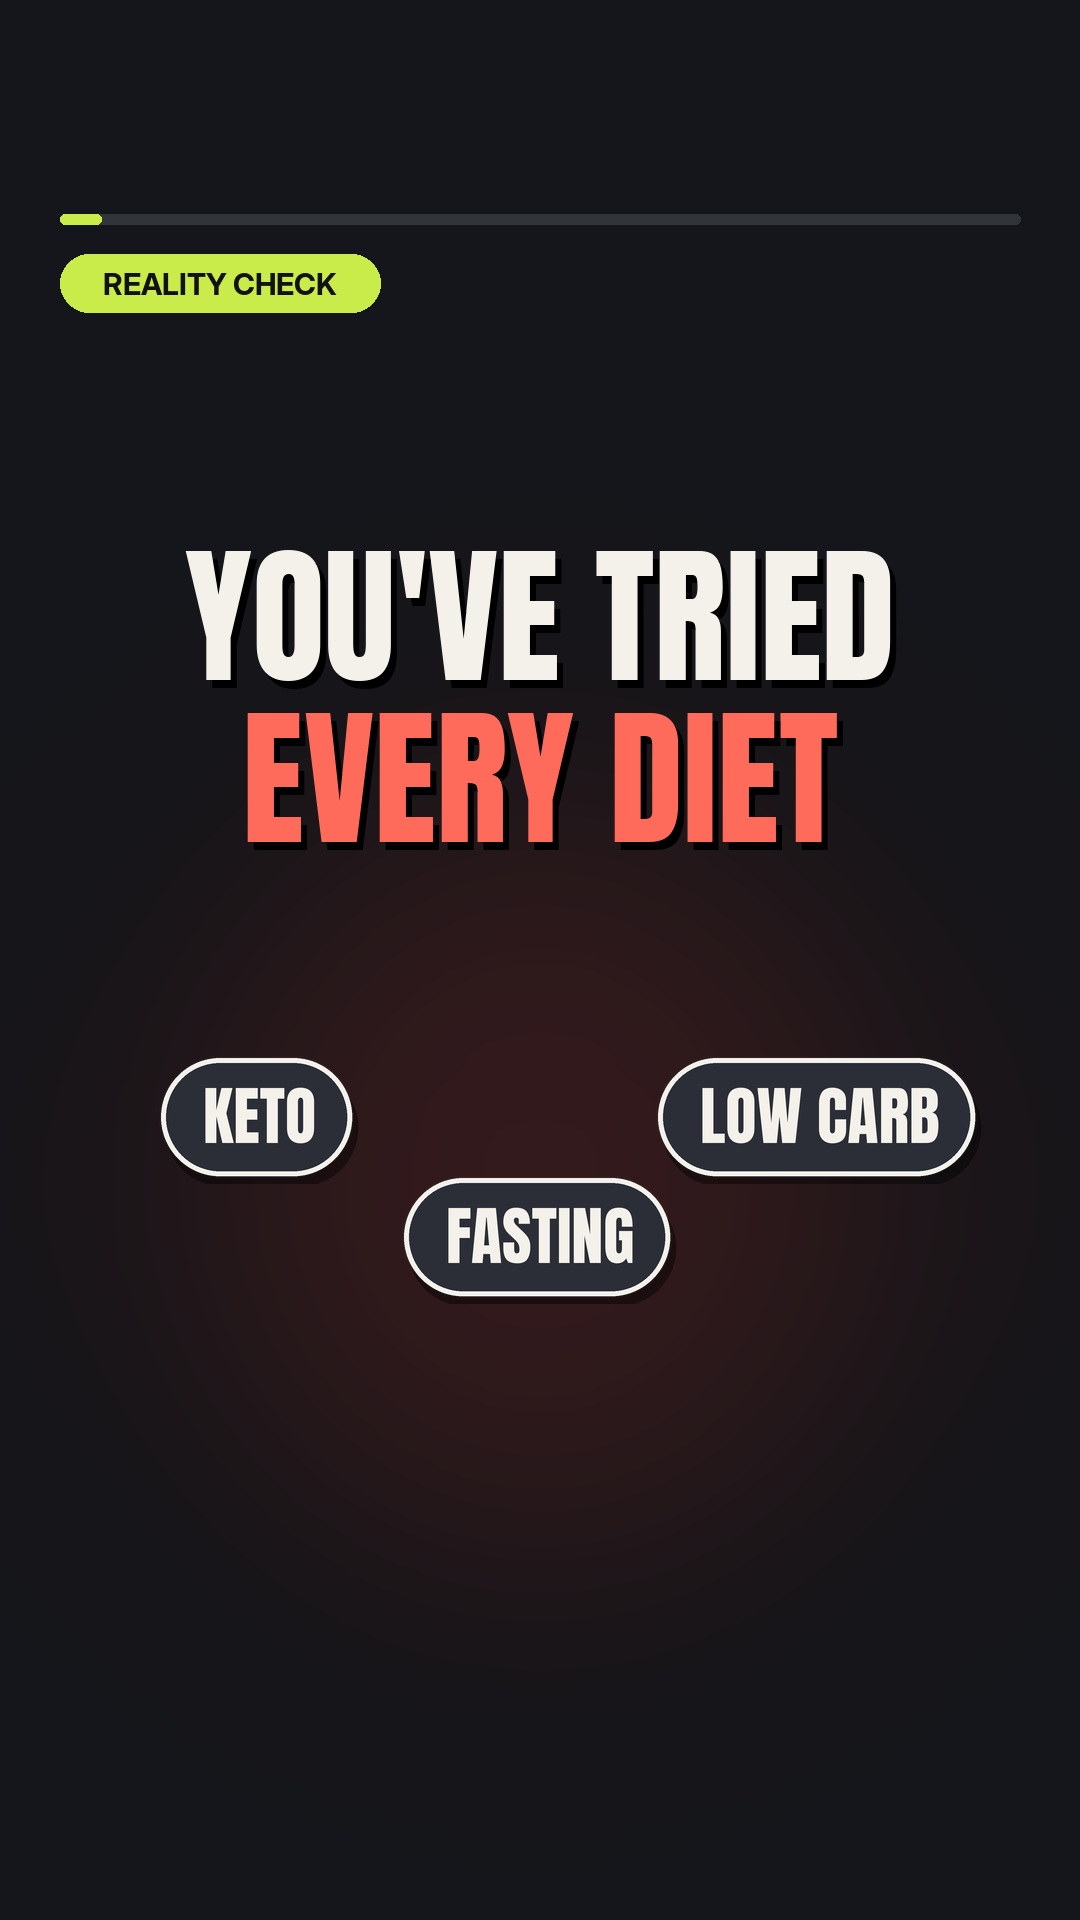 REALITY CHECK
YOU'VE TRIED
EVERY DIET
KETO
LOW CARB
FASTING